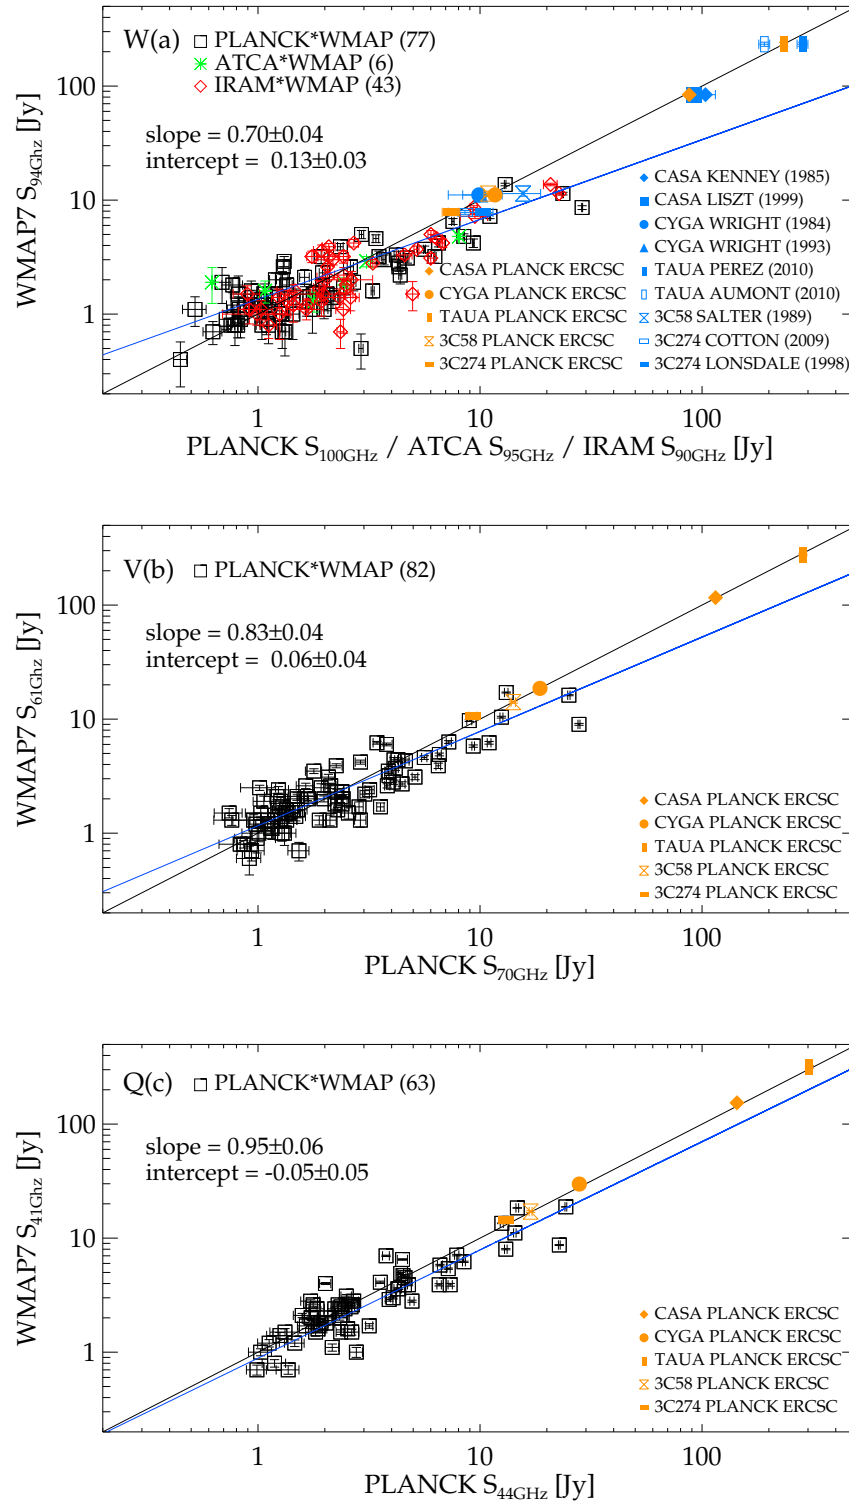 W(a)
PLANCK*WMAP (77)
ATCA*WMAP (6)
IRAM*WMAP (43)
slope = 0.70±0.04
intercept = 0.13±0.03
CASA KENNEY (1985)
CASA LISZT (1999)
CYGA WRIGHT (1984)
CYGA WRIGHT (1993)
TAUA PEREZ (2010)
TAUA AUMONT (2010)
3C58 SALTER (1989)
3C274 COTTON (2009)
3C274 LONSDALE (1998)
CASA PLANCK ERCSC
CYGA PLANCK ERCSC
TAUA PLANCK ERCSC
3C58 PLANCK ERCSC
3C274 PLANCK ERCSC
WMAP7 S94Ghz [Jy]
100
10
1
1 10 100
PLANCK S100GHz / ATCA S95GHz / IRAM S90GHz [Jy]
V(b)
PLANCK*WMAP (82)
slope = 0.83±0.04
intercept = 0.06±0.04
CASA PLANCK ERCSC
CYGA PLANCK ERCSC
TAUA PLANCK ERCSC
3C58 PLANCK ERCSC
3C274 PLANCK ERCSC
WMAP7 S61Ghz [Jy]
100
10
1
1 10 100
PLANCK S70GHz [Jy]
Q(c)
PLANCK*WMAP (63)
slope = 0.95±0.06
intercept = -0.05±0.05
CASA PLANCK ERCSC
CYGA PLANCK ERCSC
TAUA PLANCK ERCSC
3C58 PLANCK ERCSC
3C274 PLANCK ERCSC
WMAP7 S41Ghz [Jy]
100
10
1
1 10 100
PLANCK S44GHz [Jy]